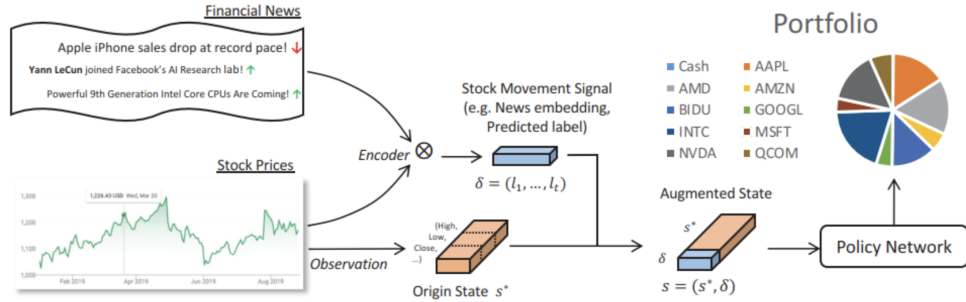 Financial News
Apple iPhone sales drop at record pace! ↓
Yann LeCun joined Facebook's AI Research lab! ↑
Powerful 9th Generation Intel Core CPUs Are Coming! ↑
Stock Prices
1,226.43 USD Wed, Mar 20
1,300
1,200
1,100
1,000
Feb 2019
Apr 2019
Jun 2019
Aug 2019
Encoder
Observation
Stock Movement Signal
(e.g. News embedding,
Predicted label)
δ = (l₁, ..., lₜ)
{High,
Low,
Close,
...}
Origin State s*
Augmented State
s*
δ
s = (s*, δ)
Policy Network
Portfolio
Cash AAPL
AMD AMZN
BIDU GOOGL
INTC MSFT
NVDA QCOM